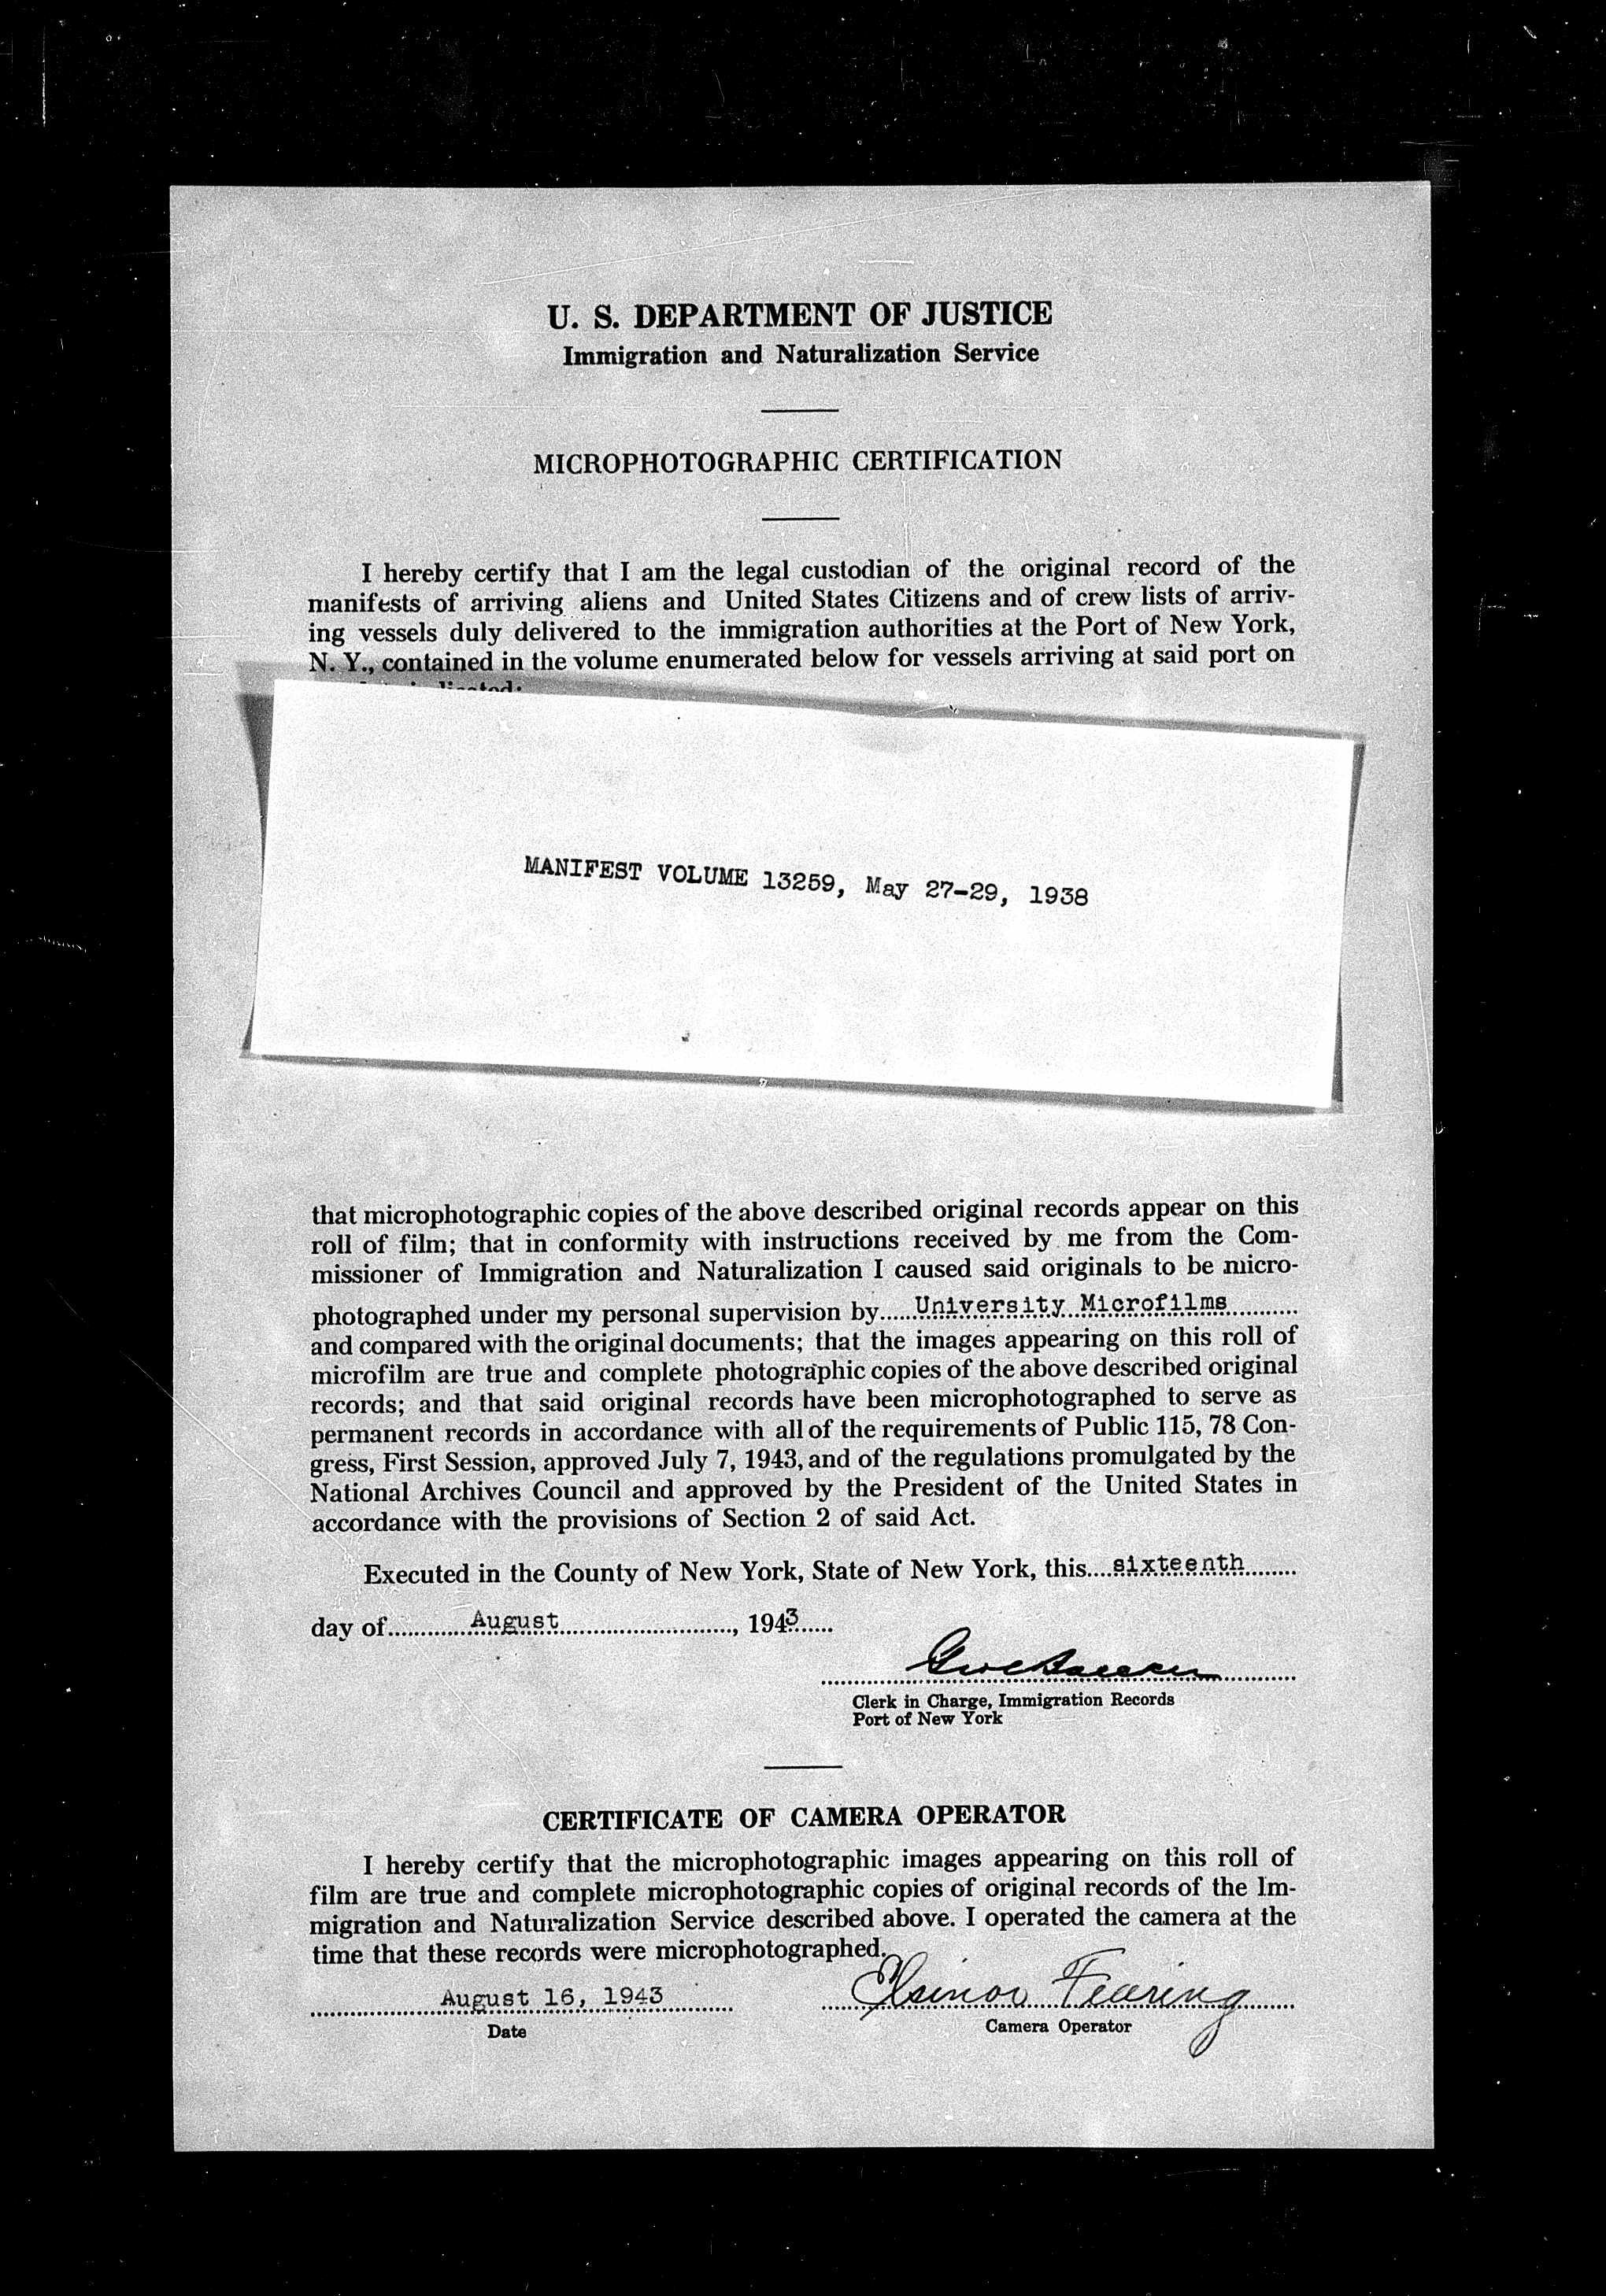 U. S. DEPARTMENT OF JUSTICE
Immigration and Naturalization Service
MICROPHOTOGRAPHIC CERTIFICATION
I hereby certify that I am the legal custodian of the original record of the
manifests of arriving aliens and United States Citizens and of crew lists of arriv-
ing vessels duly delivered to the immigration authorities at the Port of New York,
N. Y., contained in the volume enumerated below for vessels arriving at said port on
MANIFEST VOLUME 13259, May 27-29, 1938
that microphotographic copies of the above described original records appear on this
roll of film; that in conformity with instructions received by me from the Com-
missioner of Immigration and Naturalization I caused said originals to be micro-
photographed under my personal supervision by University Microfilms
and compared with the original documents; that the images appearing on this roll of
microfilm are true and complete photographic copies of the above described original
records; and that said original records have been microphotographed to serve as
permanent records in accordance with all of the requirements of Public 115, 78 Con-
gress, First Session, approved July 7, 1943, and of the regulations promulgated by the
National Archives Council and approved by the President of the United States in
accordance with the provisions of Section 2 of said Act.
Executed in the County of New York, State of New York, this sixteenth
day of August, 1943
Clerk in Charge, Immigration Records
Port of New York
CERTIFICATE OF CAMERA OPERATOR
I hereby certify that the microphotographic images appearing on this roll of
film are true and complete microphotographic copies of original records of the Im-
migration and Naturalization Service described above. I operated the camera at the
time that these records were microphotographed.
August 16, 1943 Elsinor Fearing
Date Camera Operator